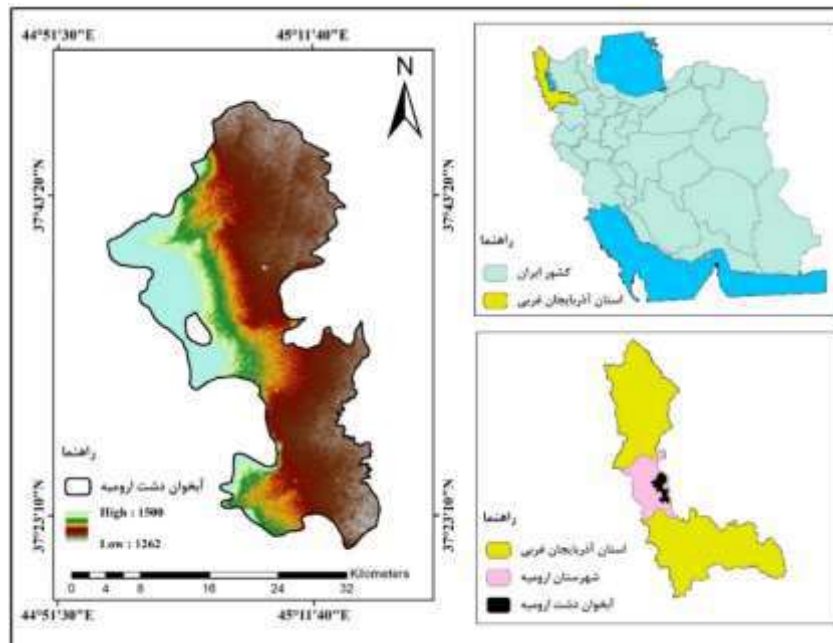 44°51'30"E 45°11'40"E
N
37°43'20"N 37°43'20"N
37°23'10"N 37°23'10"N
راهنما
آبخوان دشت ارومیه
High : 1500
Low : 1262
Kilometers
0 4 8 16 24 32
44°51'30"E 45°11'40"E
راهنما
کشور ایران
استان آذربایجان غربی
راهنما
استان آذربایجان غربی
شهرستان ارومیه
آبخوان دشت ارومیه